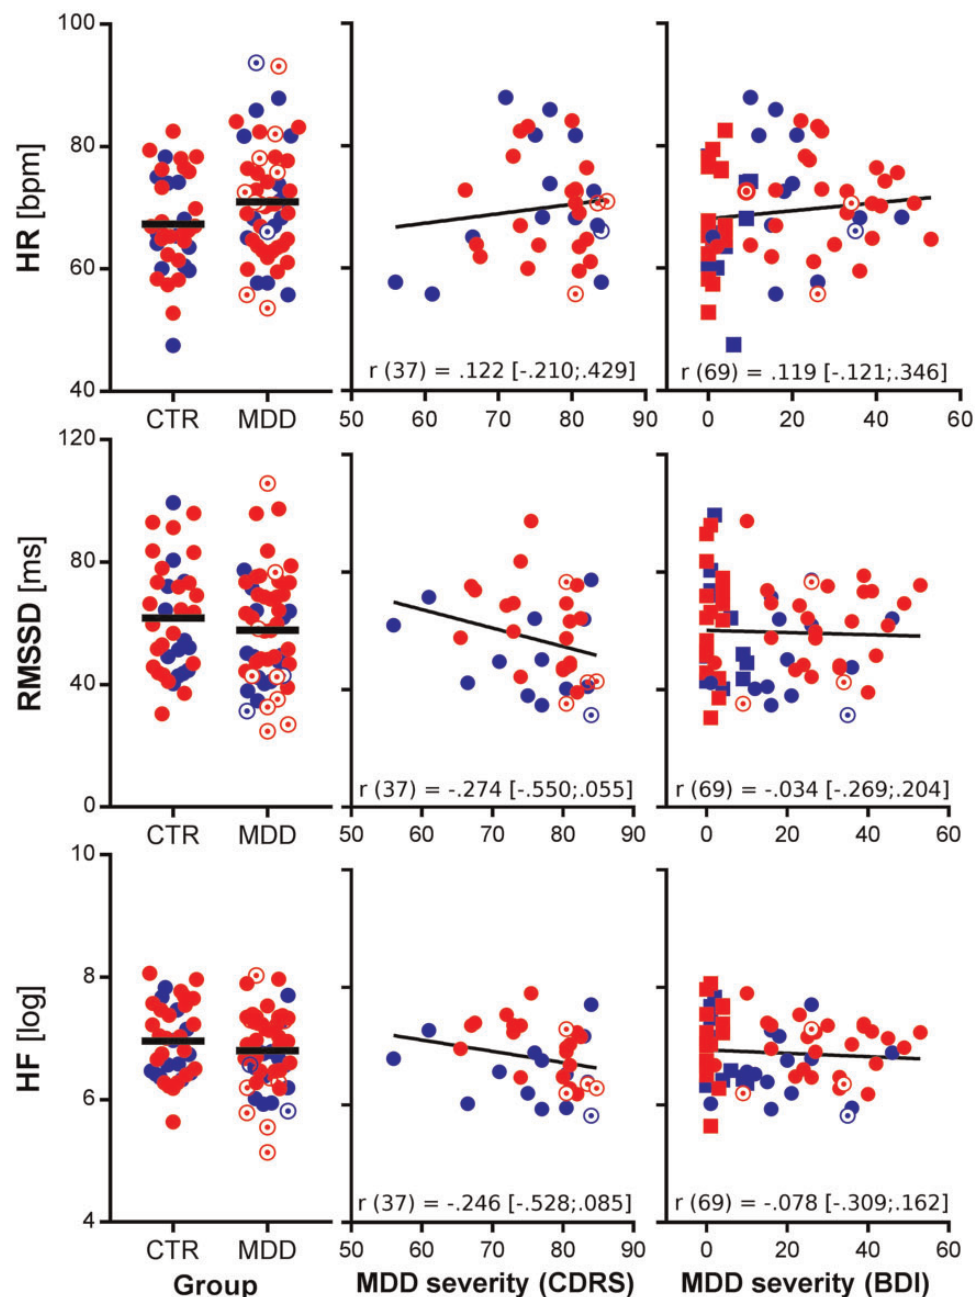 100
80
60
40
HR [bpm]
CTR MDD
50 60 70 80 90
r (37) = .122 [-.210;.429]
0 20 40 60
r (69) = .119 [-.121;.346]
120
80
40
0
RMSSD [ms]
CTR MDD
50 60 70 80 90
r (37) = -.274 [-.550;.055]
0 20 40 60
r (69) = -.034 [-.269;.204]
10
8
6
4
HF [log]
CTR MDD
Group
r (37) = -.246 [-.528;.085]
50 60 70 80 90
MDD severity (CDRS)
r (69) = -.078 [-.309;.162]
0 20 40 60
MDD severity (BDI)